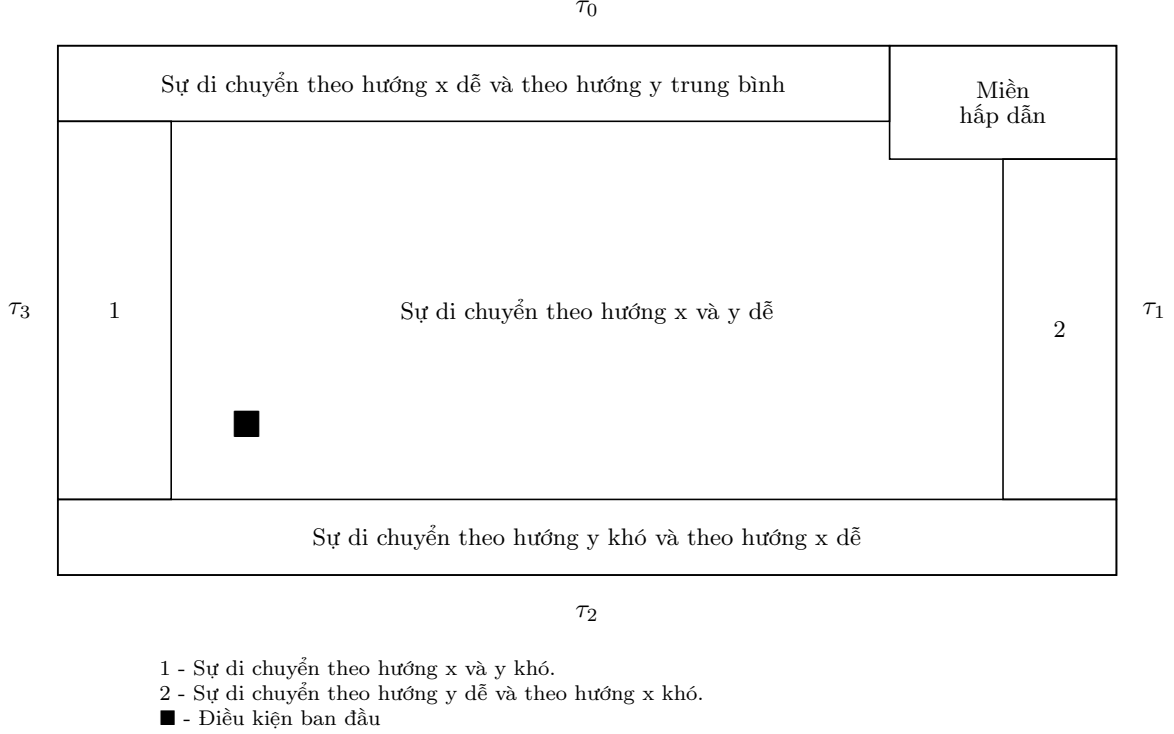 τ0
Sự di chuyển theo hướng x dễ và theo hướng y trung bình
Miền
hấp dẫn
τ3
1
Sự di chuyển theo hướng x và y dễ
2
τ1
Sự di chuyển theo hướng y khó và theo hướng x dễ
τ2
1 - Sự di chuyển theo hướng x và y khó.
2 - Sự di chuyển theo hướng y dễ và theo hướng x khó.
■ - Điều kiện ban đầu